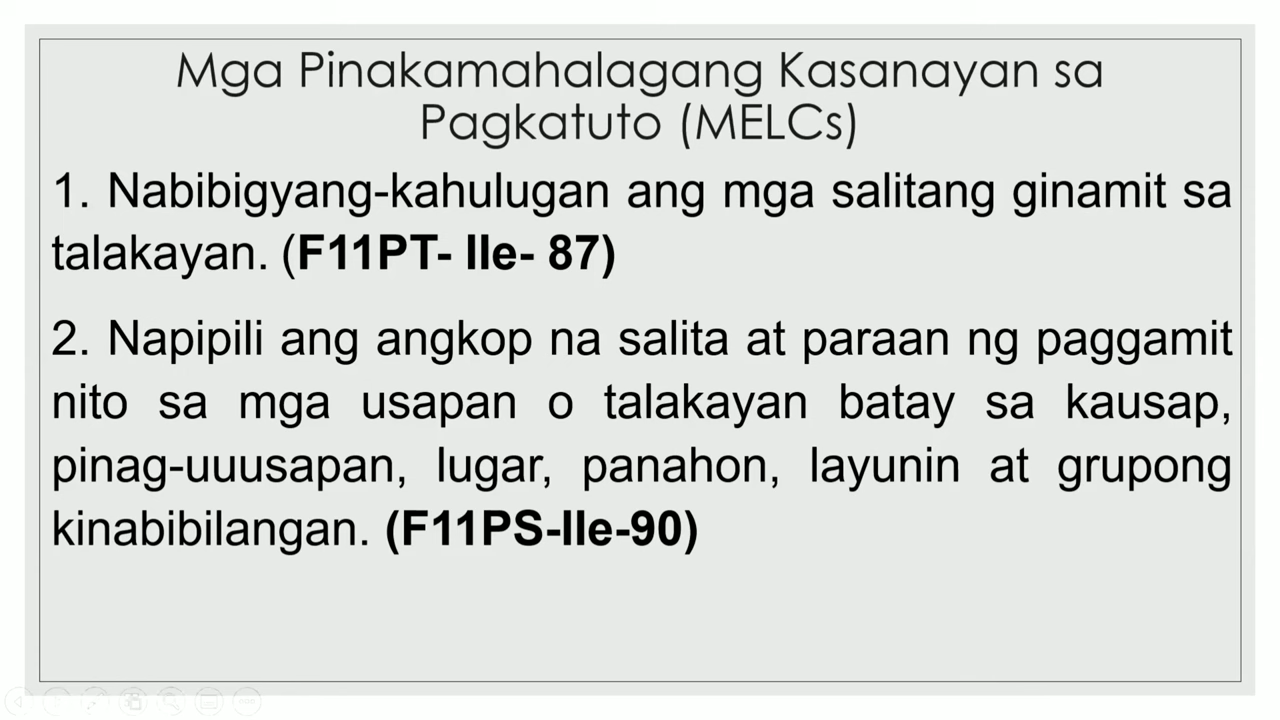 Mga Pinakamahalagang Kasanayan sa
Pagkatuto (MELCs)
1. Nabibigyang-kahulugan ang mga salitang ginamit sa
talakayan. (F11PT- IIe- 87)
2. Napipili ang angkop na salita at paraan ng paggamit
nito sa mga usapan o talakayan batay sa kausap,
pinag-uuusapan, lugar, panahon, layunin at grupong
kinabibilangan. (F11PS-IIe-90)